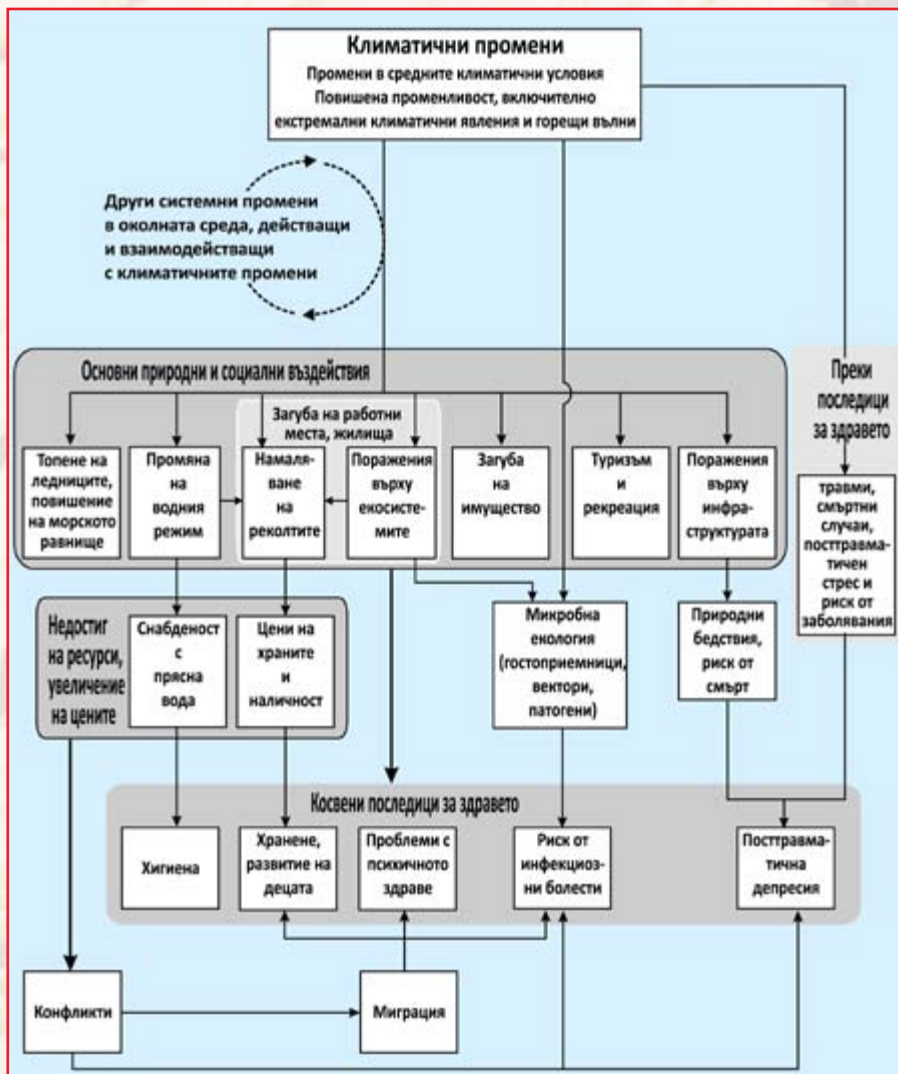 Климатични промени
Промени в средните климатични условия
Повишена променливост, включително
екстремални климатични явления и горещи вълни
Други системни промени
в околната среда, действащи
и взаимодействащи
с климатичните промени
Основни природни и социални въздействия
Преки
последици
за здравето
Загуба на работни
места, жилища
Топене на
ледниците,
повишение
на морското
равнище
Промяна
на
водния
режим
Намаля-
ване
на
реколтите
Поражения
върху
екосисте-
мите
Загуба
на
имущество
Туризъм
и
рекреация
Поражения
върху
инфра-
структурата
травми,
смъртни
случаи,
посттравма-
тичен
стрес и
риск от
заболявания
Недостиг
на ресурси,
увеличение
на цените
Снабденост
с
прясна
вода
Цени на
храните
и
наличност
Микробна
екология
(гостоприемници,
вектори,
патогени)
Природни
бедствия,
риск от
смърт
Косвени последици за здравето
Хигиена
Хранене,
развитие на
децата
Проблеми с
психичното
здраве
Риск от
инфекциоз-
ни болести
Посттравма-
тична
депресия
Конфликти
Миграция